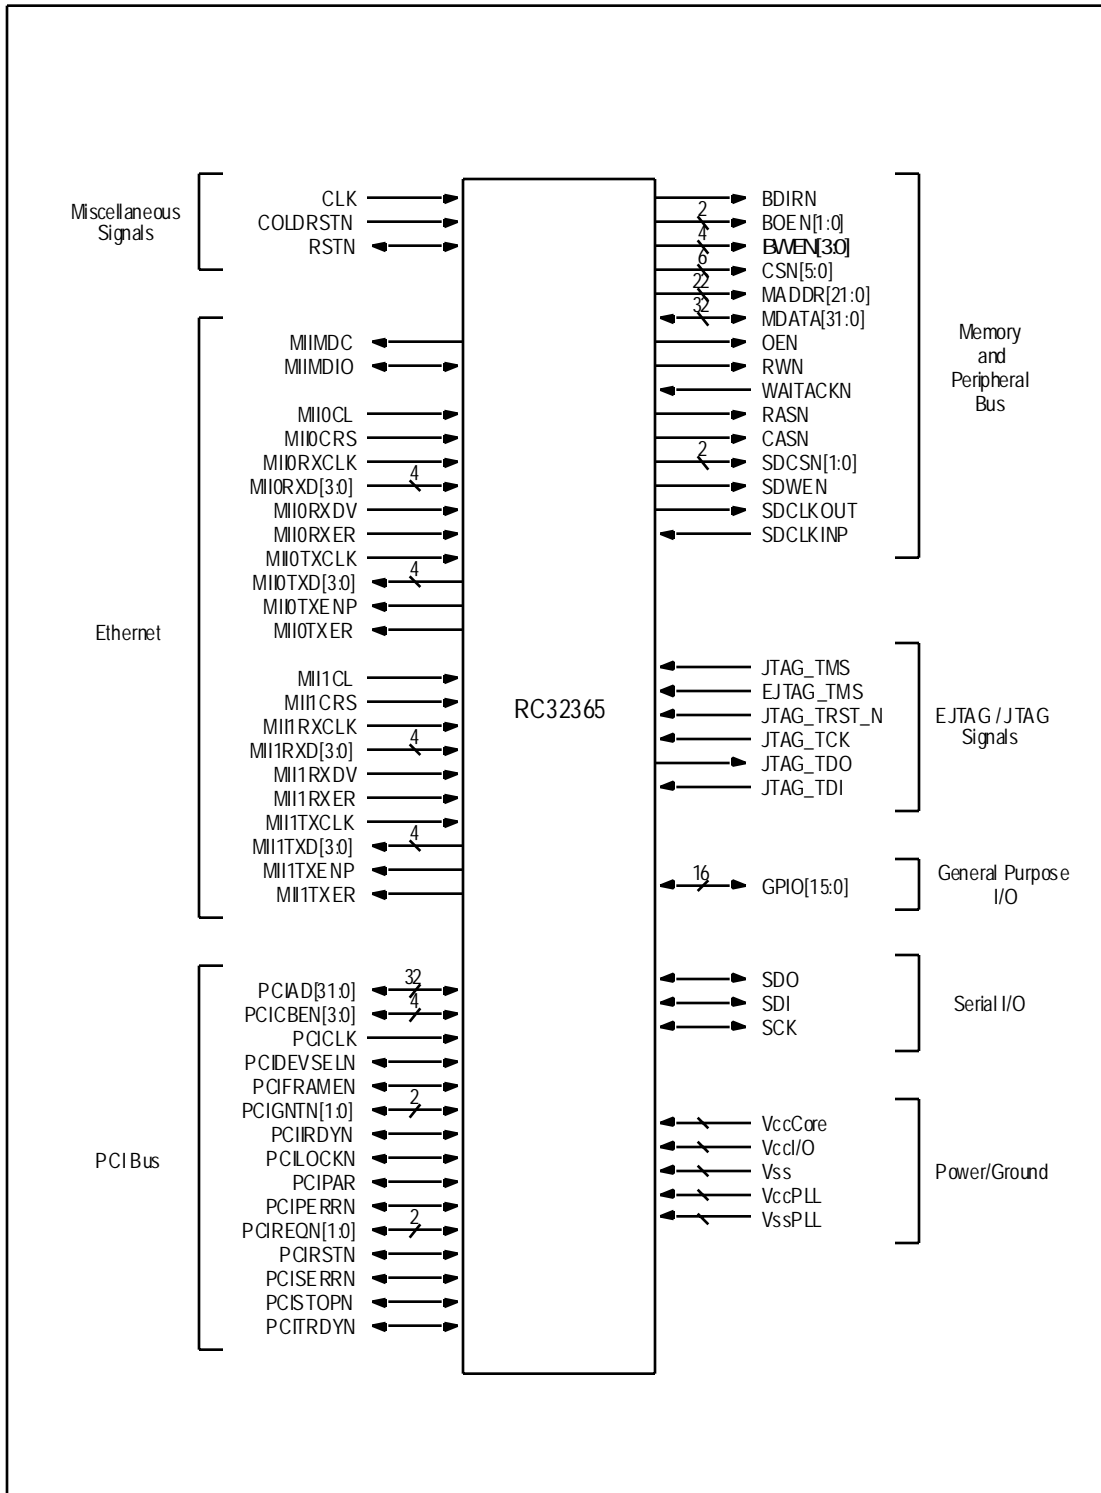 Miscellaneous
Signals
CLK
COLDRSTN
RSTN
Ethernet
MIIMDC
MIIMDIO
MII0CL
MII0CRS
MII0RXCLK
MII0RXD[3:0] 4
MII0RXDV
MII0RXER
MII0TXCLK
MII0TXD[3:0] 4
MII0TXENP
MII0TXER
MII1CL
MII1CRS
MII1RXCLK
MII1RXD[3:0] 4
MII1RXDV
MII1RXER
MII1TXCLK
MII1TXD[3:0] 4
MII1TXENP
MII1TXER
PCI Bus
PCIAD[31:0] 32
PCICBEN[3:0] 4
PCICLK
PCIDEVSELN
PCIFRAMEN
PCIGNTN[1:0] 2
PCIIRDYN
PCILOCKN
PCIPAR
PCIPERRN
PCIREQN[1:0] 2
PCIRSTN
PCISERRN
PCISTOPN
PCITRDYN
RC32365
BDIRN
2 BOEN[1:0]
4 BWEN[3:0]
6 CSN[5:0]
22 MADDR[21:0]
32 MDATA[31:0]
OEN
RWN
WAITACKN
RASN
CASN
2 SDCSN[1:0]
SDWEN
SDCLKOUT
SDCLKINP
Memory
and
Peripheral
Bus
JTAG_TMS
EJTAG_TMS
JTAG_TRST_N
JTAG_TCK
JTAG_TDO
JTAG_TDI
EJTAG / JTAG
Signals
16 GPIO[15:0]
General Purpose
I/O
SDO
SDI
SCK
Serial I/O
VccCore
VccI/O
Vss
VccPLL
VssPLL
Power/Ground